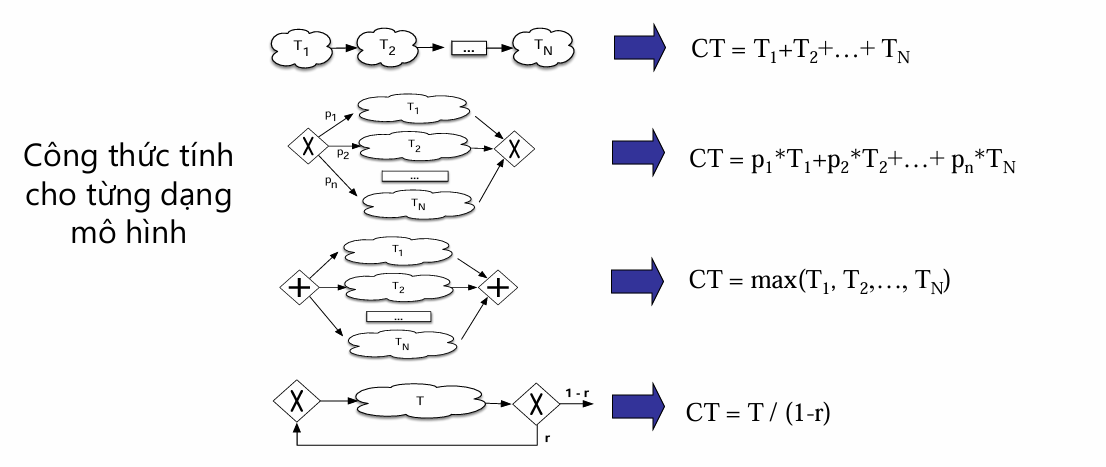 Công thức tính
cho từng dạng
mô hình
T1 T2 ... TN
CT = T1+T2+…+ TN
p1 T1
X p2 T2 X
...
pn TN
CT = p1*T1+p2*T2+…+ pn*TN
T1
+ T2 +
...
TN
CT = max(T1, T2,…, TN)
X T X 1 - r
r
CT = T / (1-r)